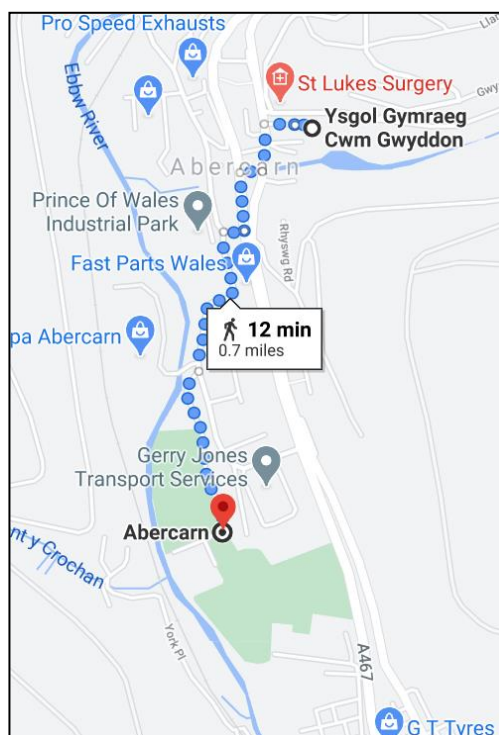 Pro Speed Exhausts
Lla
St Lukes Surgery
Ebbw River
Ysgol Gymraeg
Cwm Gwyddon
Gwy
Abercarn
Prince Of Wales
Industrial Park
Rhyswg Rd
Fast Parts Wales
12 min
0.7 miles
pa Abercarn
Gerry Jones
Transport Services
Abercarn
nt y Crochan
York Pl
A467
G T Tyres